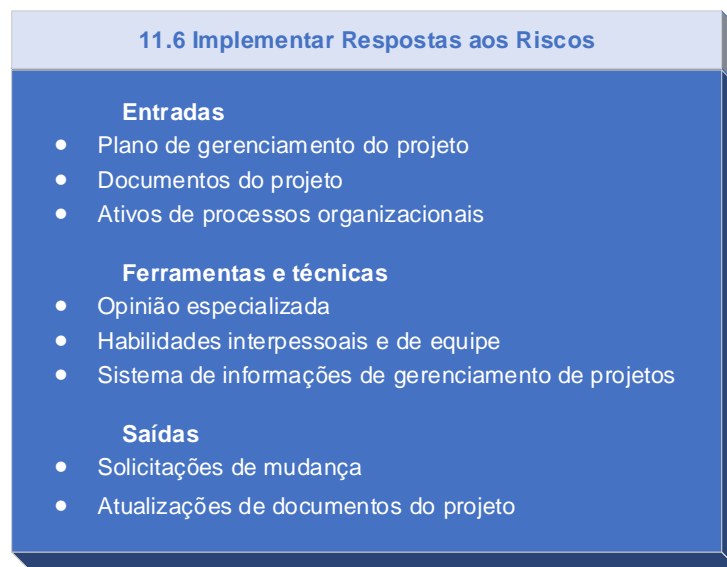 11.6 Implementar Respostas aos Riscos
Entradas
• Plano de gerenciamento do projeto
• Documentos do projeto
• Ativos de processos organizacionais
Ferramentas e técnicas
• Opinião especializada
• Habilidades interpessoais e de equipe
• Sistema de informações de gerenciamento de projetos
Saídas
• Solicitações de mudança
• Atualizações de documentos do projeto